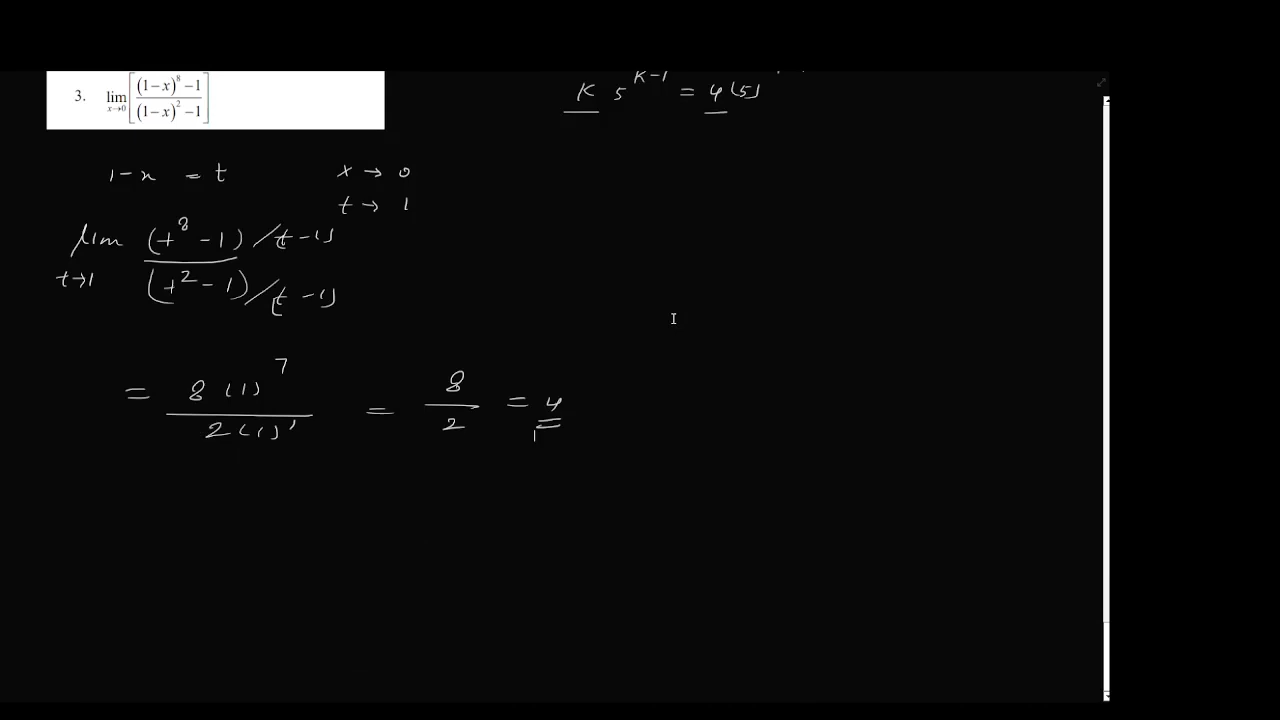 3. lim x→0 [ ((1−x)^8 −1) / ((1−x)^2 −1) ]
K 5^(K−1) = 4(5)
1−x = t x → 0
t → 1
lim t→1 (t^8 −1) / (t−1)
(t^2 −1) / (t−1)
= 8(1)^7 / 2(1)^1 = 8/2 = 4